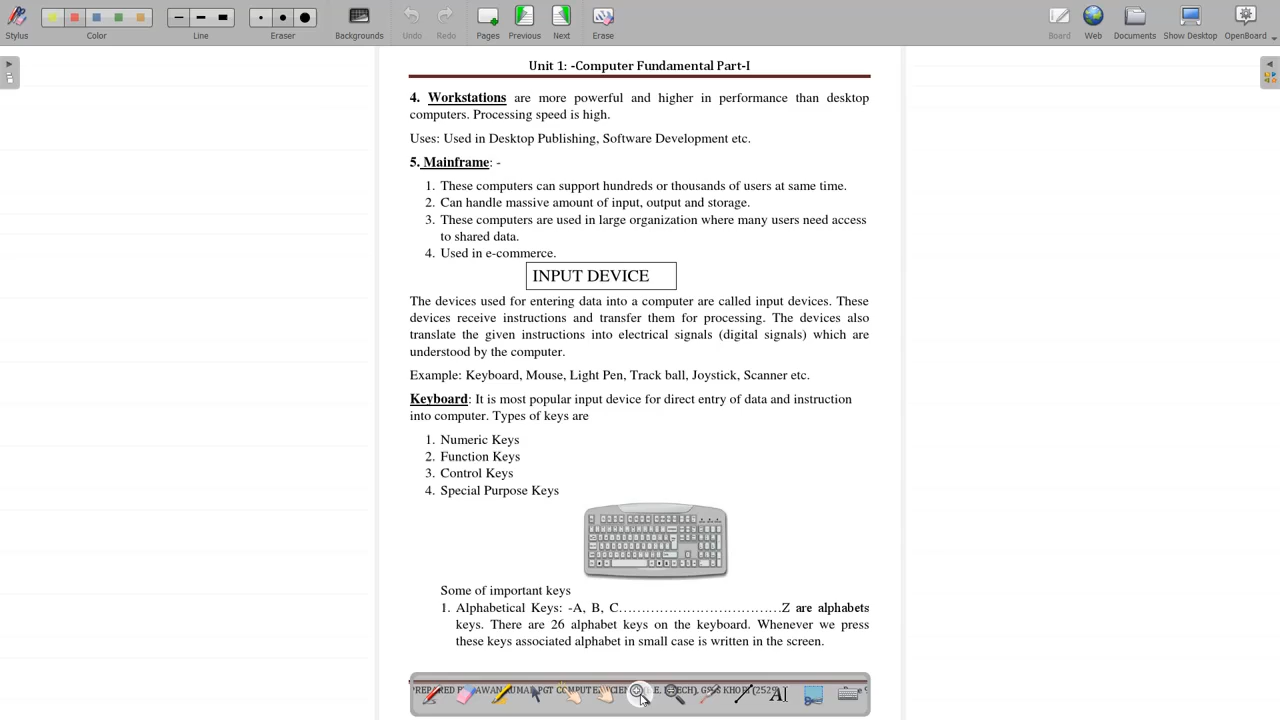 Stylus Color Line Eraser Backgrounds Undo Redo Pages Previous Next Erase Board Web Documents Show Desktop OpenBoard
Unit 1: -Computer Fundamental Part-I
4. Workstations are more powerful and higher in performance than desktop
computers. Processing speed is high.
Uses: Used in Desktop Publishing, Software Development etc.
5. Mainframe: -
1. These computers can support hundreds or thousands of users at same time.
2. Can handle massive amount of input, output and storage.
3. These computers are used in large organization where many users need access
to shared data.
4. Used in e-commerce.
INPUT DEVICE
The devices used for entering data into a computer are called input devices. These
devices receive instructions and transfer them for processing. The devices also
translate the given instructions into electrical signals (digital signals) which are
understood by the computer.
Example: Keyboard, Mouse, Light Pen, Track ball, Joystick, Scanner etc.
Keyboard: It is most popular input device for direct entry of data and instruction
into computer. Types of keys are
1. Numeric Keys
2. Function Keys
3. Control Keys
4. Special Purpose Keys
Some of important keys
1. Alphabetical Keys: -A, B, C………………………………Z are alphabets
keys. There are 26 alphabet keys on the keyboard. Whenever we press
these keys associated alphabet in small case is written in the screen.
PGT